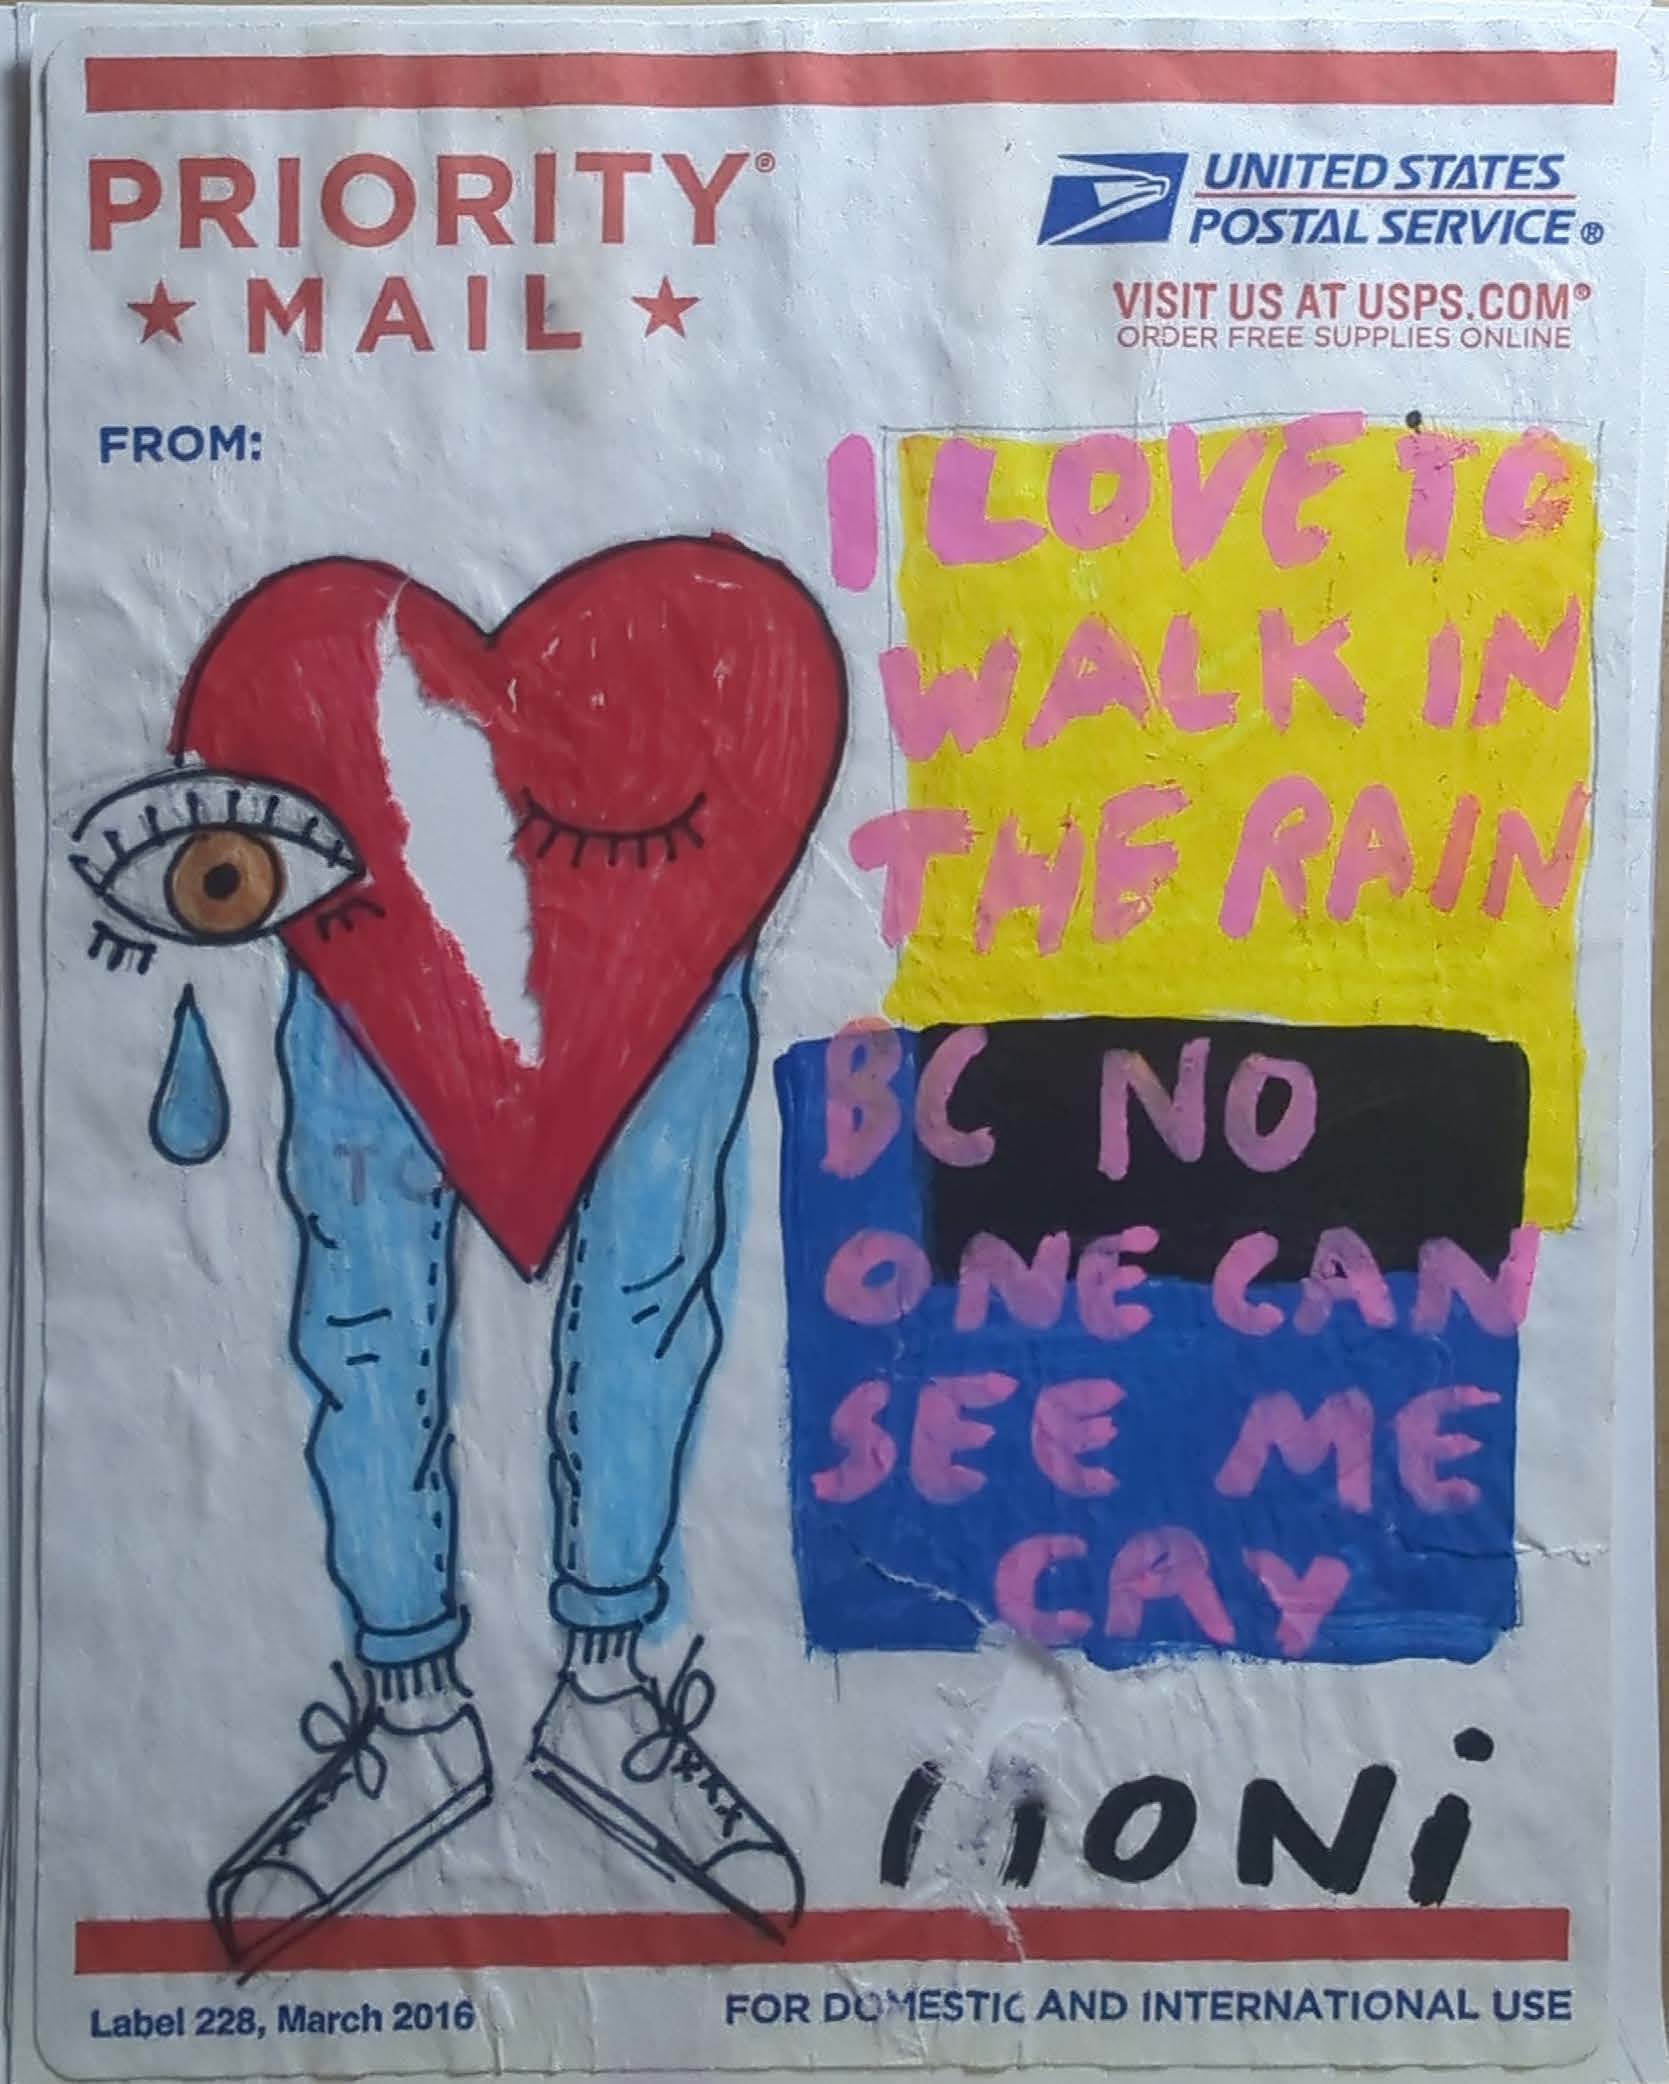 PRIORITY®
★ MAIL ★
UNITED STATES
POSTAL SERVICE®
VISIT US AT USPS.COM®
ORDER FREE SUPPLIES ONLINE
FROM:
I LOVE TO
WALK IN
THE RAIN
BC NO
ONE CAN
SEE ME
CRY
MONi
Label 228, March 2016
FOR DOMESTIC AND INTERNATIONAL USE